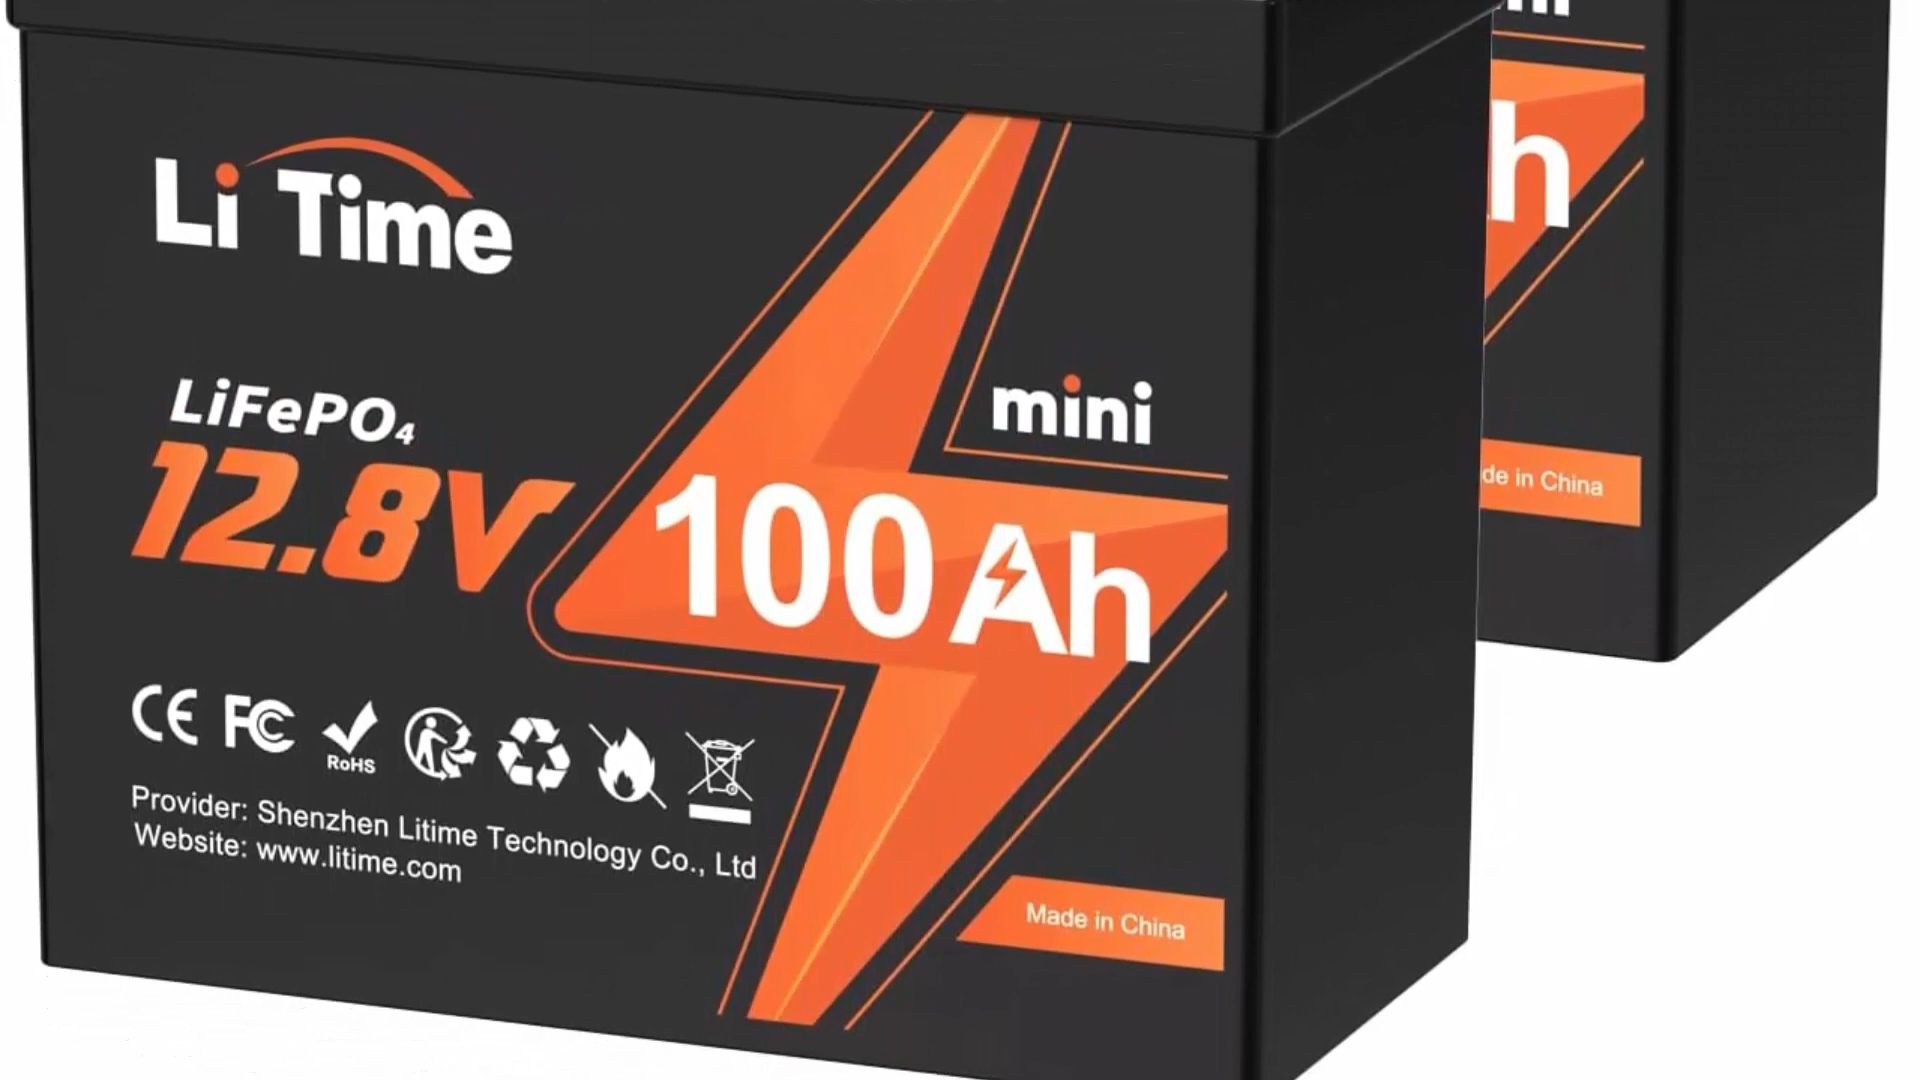 Li Time
LiFePO₄
12.8V
mini
100Ah
CE FC
RoHS
Provider: Shenzhen Litime Technology Co., Ltd
Website: www.litime.com
Made in China
h
de in China